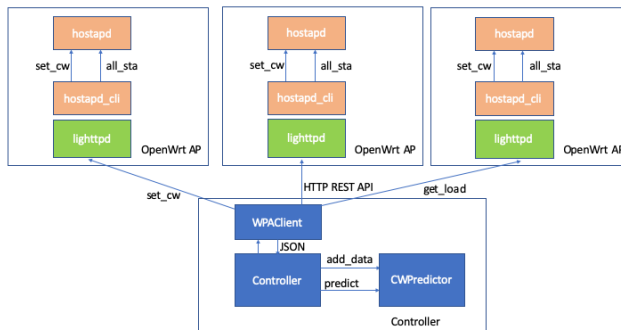 hostapd
hostapd
hostapd
set_cw
all_sta
set_cw
all_sta
set_cw
all_sta
hostapd_cli
hostapd_cli
hostapd_cli
lighttpd
lighttpd
lighttpd
OpenWrt AP
OpenWrt AP
OpenWrt AP
set_cw
HTTP REST API
get_load
WPAClient
JSON
add_data
Controller
predict
CWPredictor
Controller